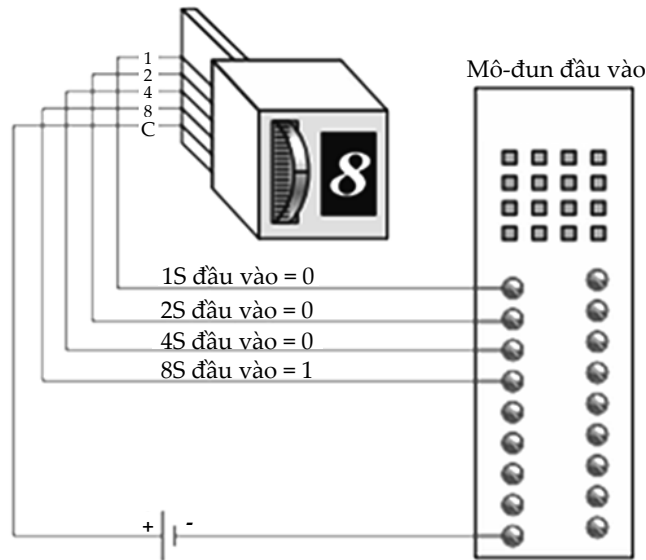 1
2
4
8
C
Mô-đun đầu vào
8
1S đầu vào = 0
2S đầu vào = 0
4S đầu vào = 0
8S đầu vào = 1
+ -